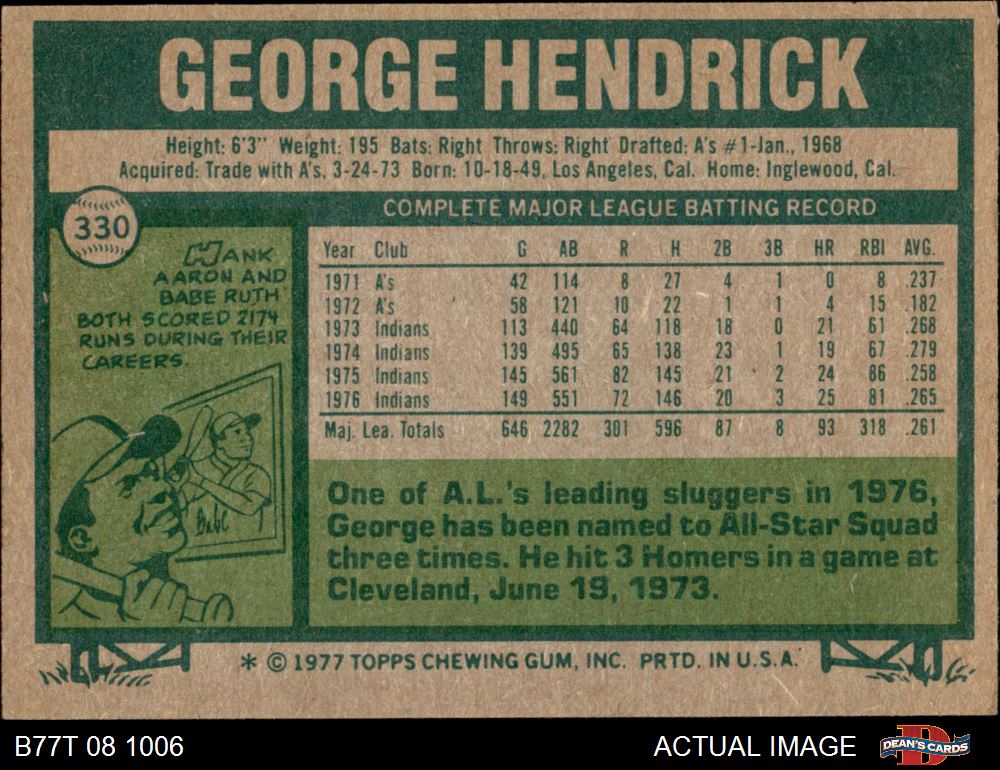 GEORGE HENDRICK
Height: 6'3" Weight: 195 Bats: Right Throws: Right Drafted: A's #1-Jan., 1968
Acquired: Trade with A's, 3-24-73 Born: 10-18-49, Los Angeles, Cal. Home: Inglewood, Cal.
330
HANK
AARON AND
BABE RUTH
BOTH SCORED 2174
RUNS DURING THEIR
CAREERS.
Babe
COMPLETE MAJOR LEAGUE BATTING RECORD
Year Club G AB R H 2B 3B HR RBI AVG.
1971 A's 42 114 8 27 4 1 0 8 .237
1972 A's 58 121 10 22 1 1 4 15 .182
1973 Indians 113 440 64 118 18 0 21 61 .268
1974 Indians 139 495 65 138 23 1 19 67 .279
1975 Indians 145 561 82 145 21 2 24 86 .258
1976 Indians 149 551 72 146 20 3 25 81 .265
Maj. Lea. Totals 646 2282 301 596 87 8 93 318 .261
One of A.L.'s leading sluggers in 1976,
George has been named to All-Star Squad
three times. He hit 3 Homers in a game at
Cleveland, June 19, 1973.
* © 1977 TOPPS CHEWING GUM, INC. PRTD. IN U.S.A.
B77T 08 1006
ACTUAL IMAGE
D
DEAN'S CARDS